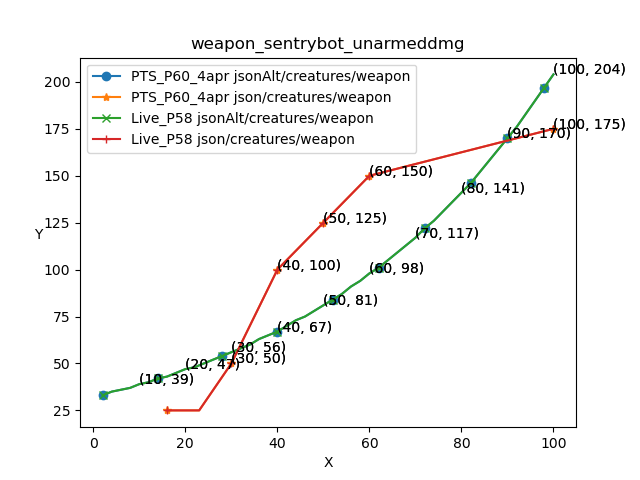 weapon_sentrybot_unarmeddmg
PTS_P60_4apr jsonAlt/creatures/weapon
PTS_P60_4apr json/creatures/weapon
Live_P58 jsonAlt/creatures/weapon
Live_P58 json/creatures/weapon
(100, 204)
(100, 175)
(90, 170)
(60, 150)
(80, 141)
(50, 125)
(70, 117)
(40, 100)
(60, 98)
(50, 81)
(40, 67)
(30, 56)
(30, 50)
(20, 47)
(10, 39)
200
175
150
125
100
75
50
25
Y
0 20 40 60 80 100
X